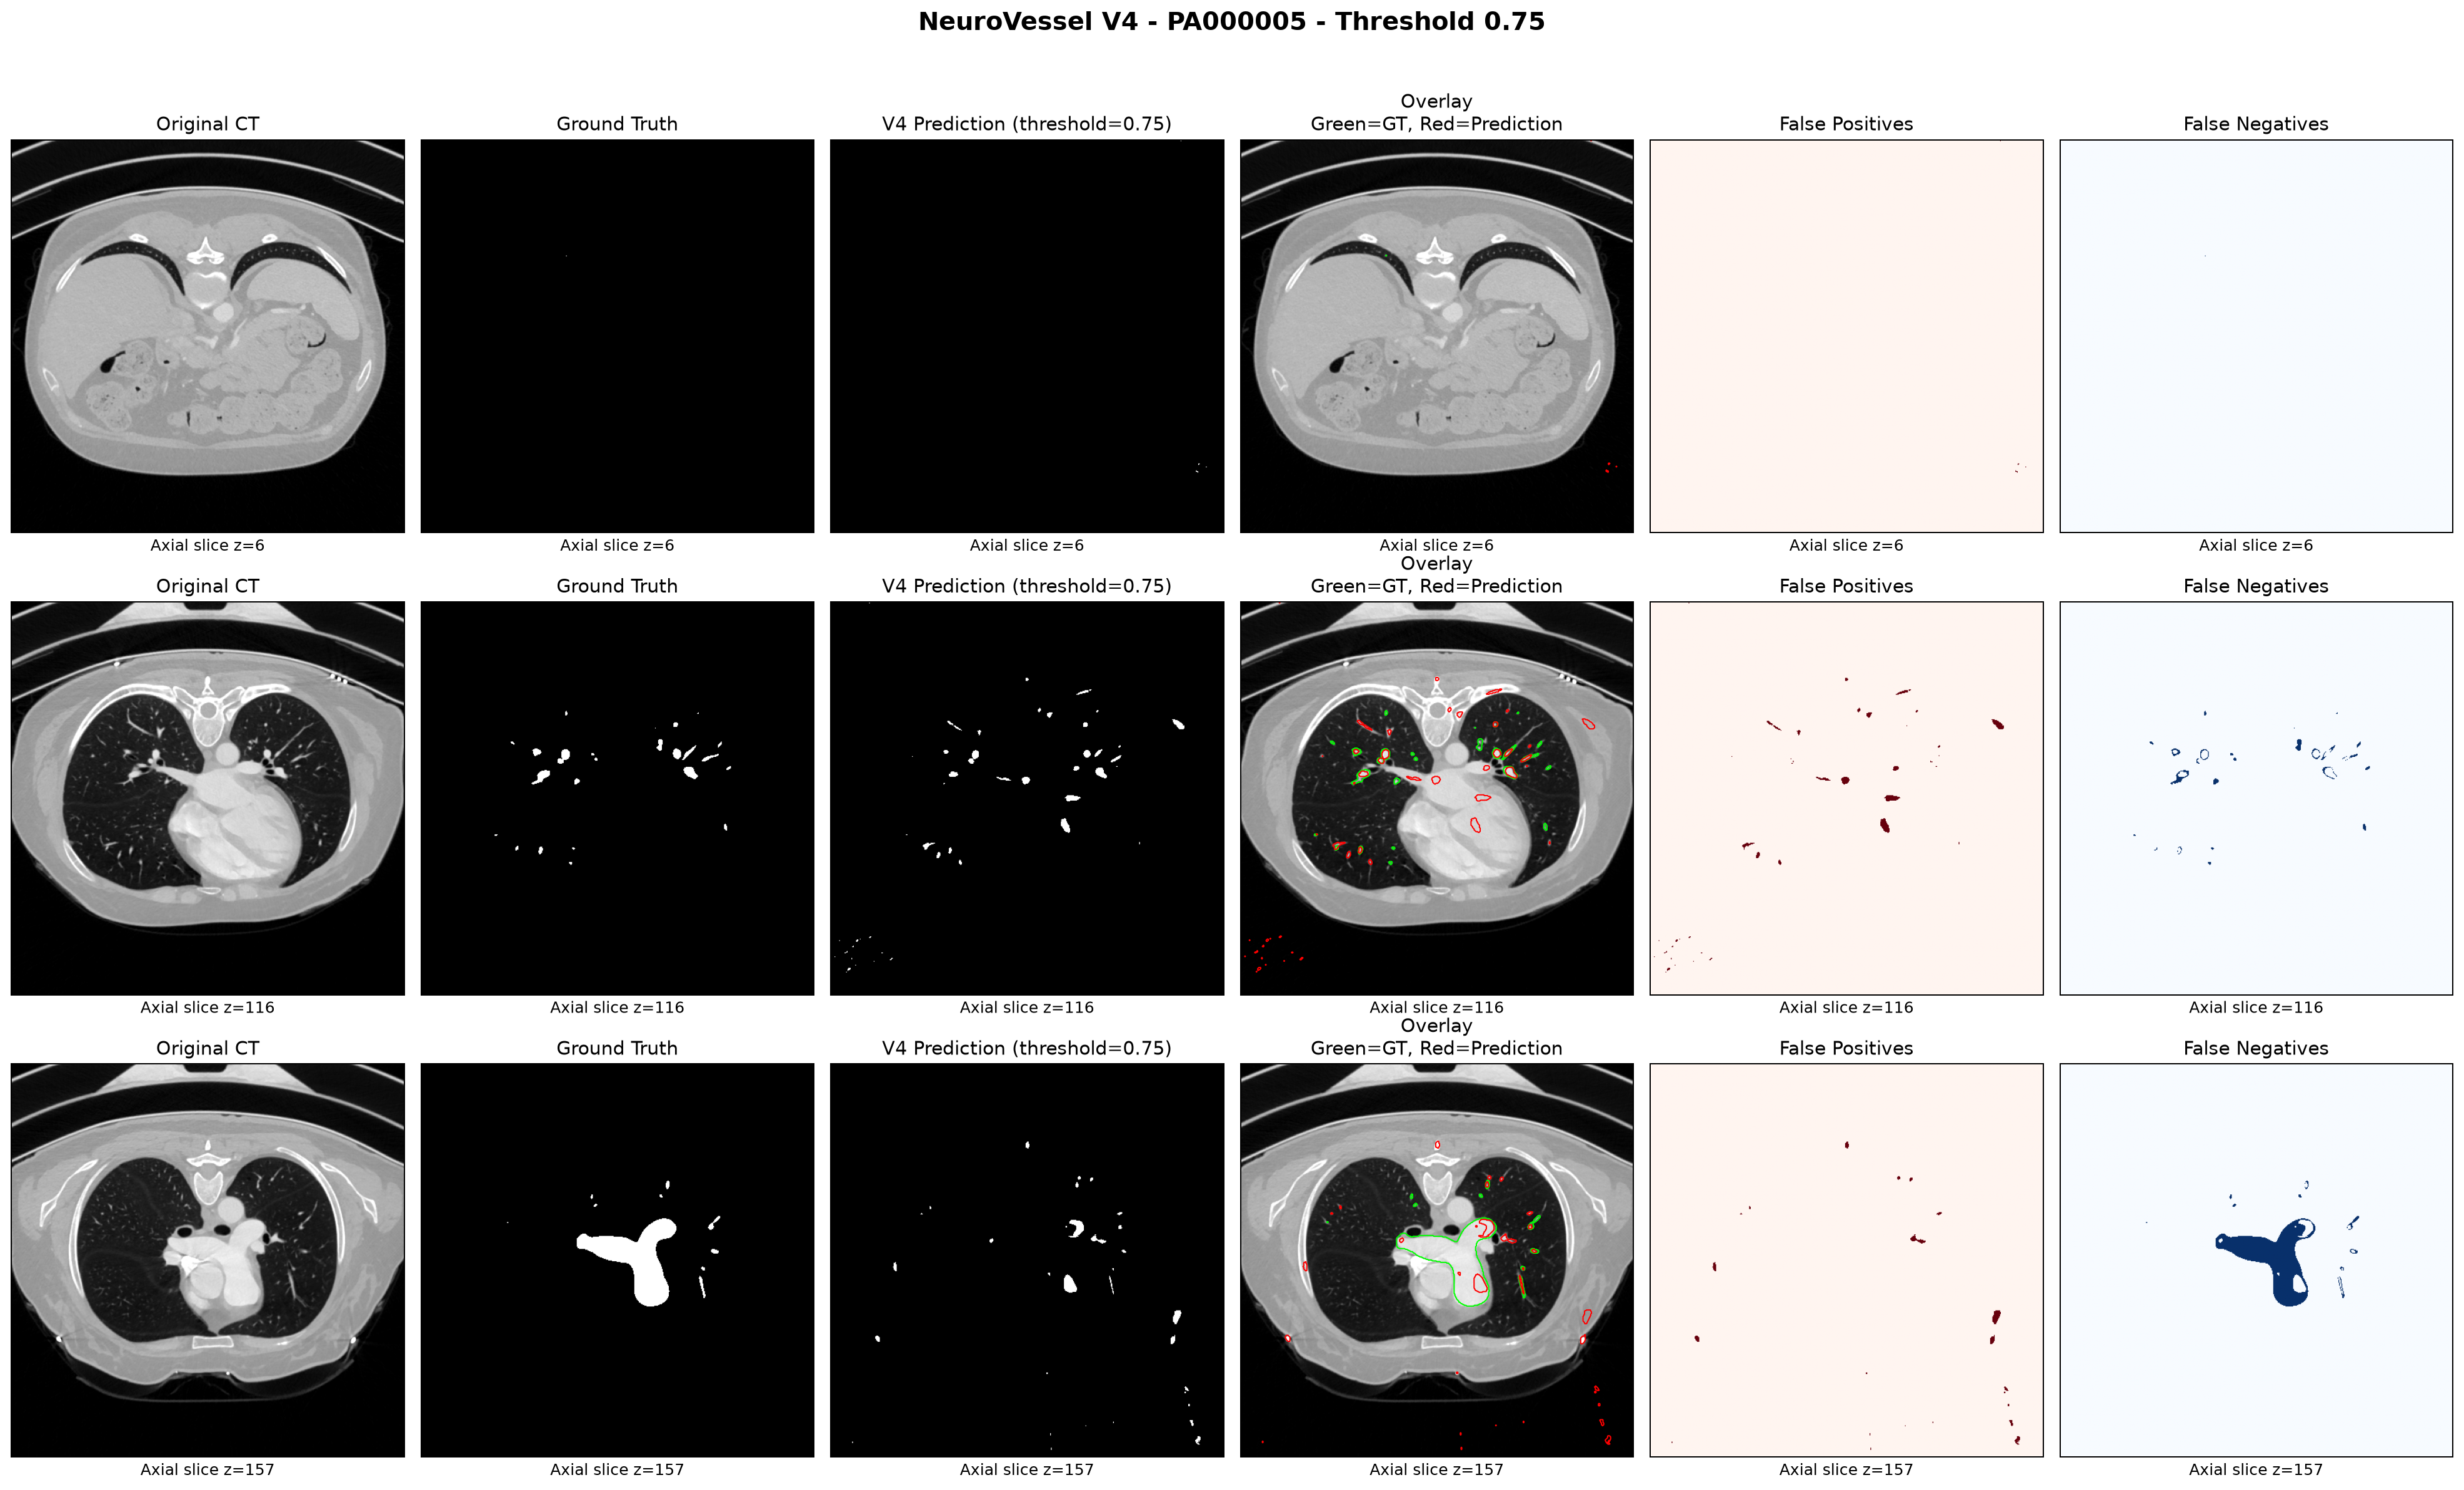 NeuroVessel V4 - PA000005 - Threshold 0.75
Original CT
Ground Truth
V4 Prediction (threshold=0.75)
Overlay
Green=GT, Red=Prediction
False Positives
False Negatives
Axial slice z=6
Axial slice z=6
Axial slice z=6
Axial slice z=6
Axial slice z=6
Axial slice z=6
Original CT
Ground Truth
V4 Prediction (threshold=0.75)
Overlay
Green=GT, Red=Prediction
False Positives
False Negatives
Axial slice z=116
Axial slice z=116
Axial slice z=116
Axial slice z=116
Axial slice z=116
Axial slice z=116
Original CT
Ground Truth
V4 Prediction (threshold=0.75)
Overlay
Green=GT, Red=Prediction
False Positives
False Negatives
Axial slice z=157
Axial slice z=157
Axial slice z=157
Axial slice z=157
Axial slice z=157
Axial slice z=157